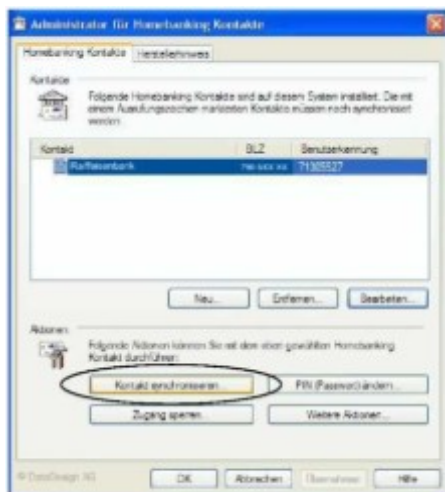 Administrator für Homebanking Kontakte
Homebanking Kontakte Herstellerhinweis
Kontakte
Folgende Homebanking Kontakte sind auf diesem System installiert. Die mit
einem Ausrufungszeichen markierten Kontakte müssen noch synchronisiert
werden
Kontakt BLZ Benutzerkennung
Raiffeisenbank
Neu... Entfernen... Bearbeiten...
Aktionen
Folgende Aktionen können Sie mit dem oben gewählten Homebanking
Kontakt durchführen:
Kontakt synchronisieren... PIN (Passwort) ändern...
Zugang sperren Weitere Aktionen...
© DataDesign AG OK Abbrechen Übernehmen Hilfe